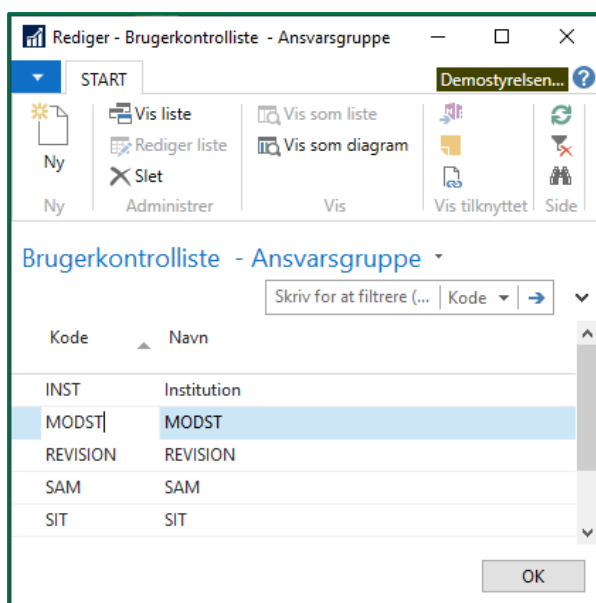 Rediger - Brugerkontrolliste - Ansvarsgruppe
START
Demostyrelsen...
Ny
Vis liste
Rediger liste
Slet
Vis som liste
Vis som diagram
Ny
Administrer
Vis
Vis tilknyttet
Side
Brugerkontrolliste - Ansvarsgruppe
Skriv for at filtrere (... Kode
Kode Navn
INST Institution
MODST MODST
REVISION REVISION
SAM SAM
SIT SIT
OK